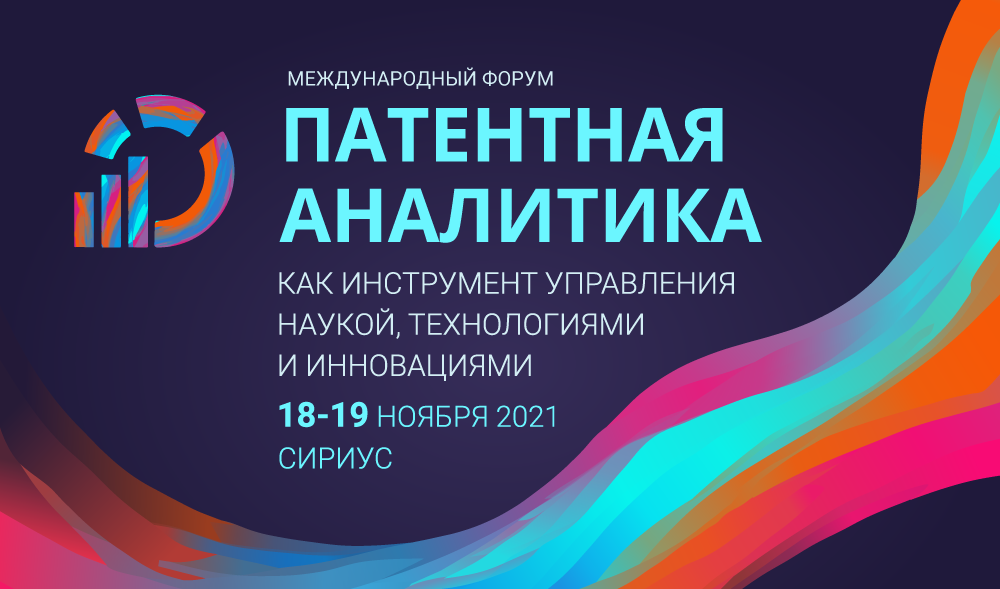 МЕЖДУНАРОДНЫЙ ФОРУМ
ПАТЕНТНАЯ
АНАЛИТИКА
КАК ИНСТРУМЕНТ УПРАВЛЕНИЯ
НАУКОЙ, ТЕХНОЛОГИЯМИ
И ИННОВАЦИЯМИ
18-19 НОЯБРЯ 2021
СИРИУС